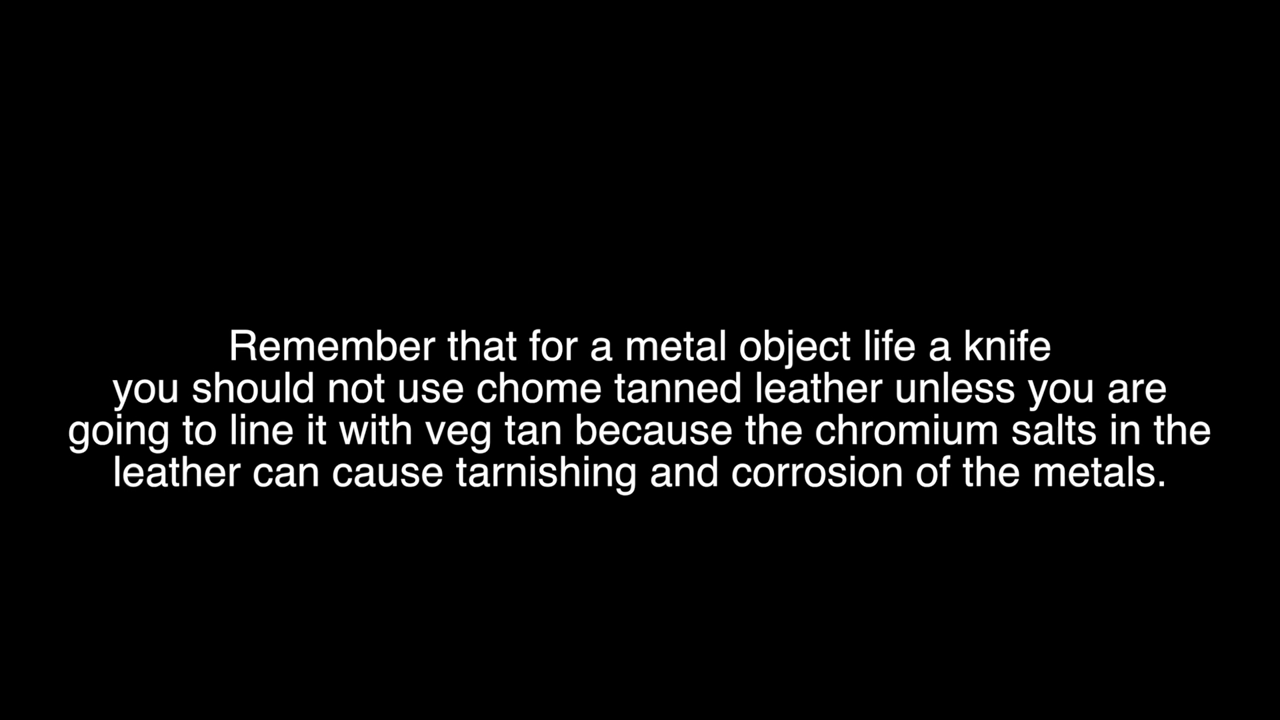 Remember that for a metal object life a knife
you should not use chome tanned leather unless you are
going to line it with veg tan because the chromium salts in the
leather can cause tarnishing and corrosion of the metals.